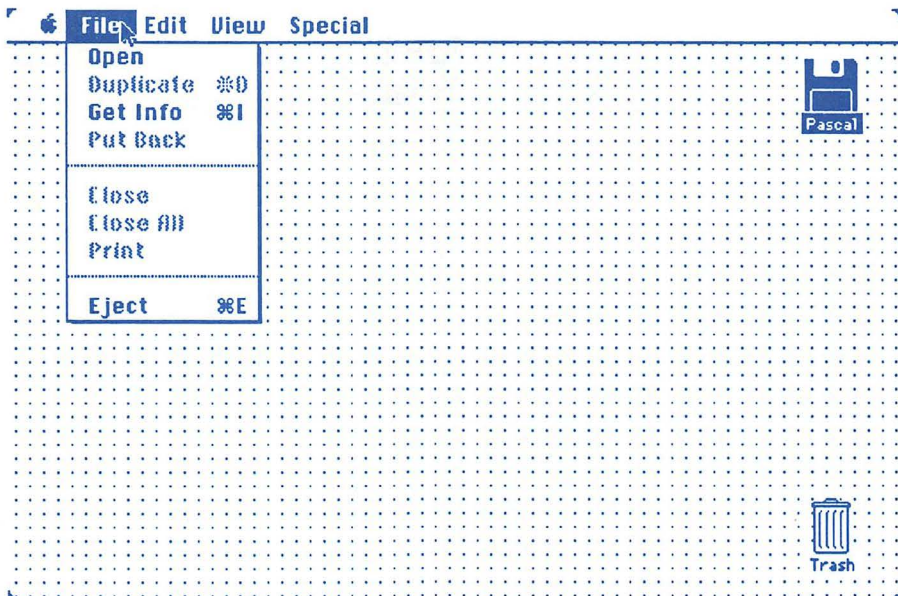 File Edit View Special
Open
Duplicate ⌘D
Get Info ⌘I
Put Back
Close
Close All
Print
Eject ⌘E
Pascal
Trash